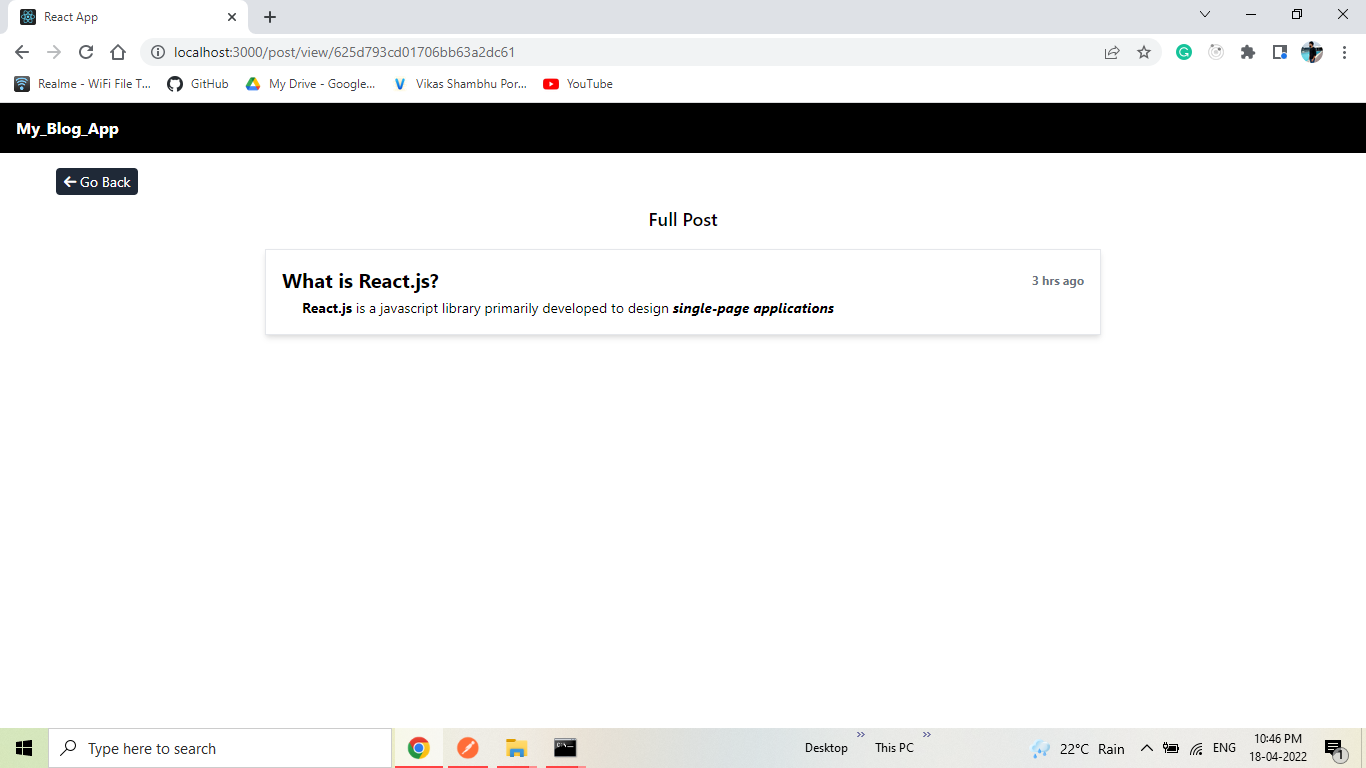 React App
localhost:3000/post/view/625d793cd01706bb63a2dc61
Realme - WiFi File T... GitHub My Drive - Google... Vikas Shambhu Por... YouTube
My_Blog_App
Go Back
Full Post
What is React.js? 3 hrs ago
React.js is a javascript library primarily developed to design single-page applications
Type here to search Desktop » This PC » 22°C Rain ENG 10:46 PM
18-04-2022 1